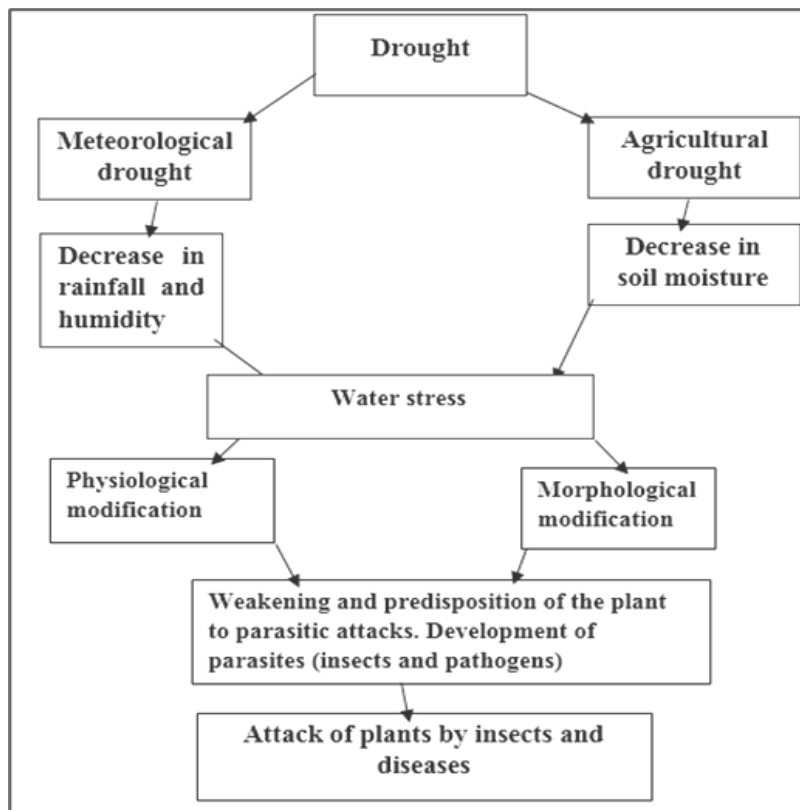 Drought
Meteorological
drought
Agricultural
drought
Decrease in
rainfall and
humidity
Decrease in
soil moisture
Water stress
Physiological
modification
Morphological
modification
Weakening and predisposition of the plant
to parasitic attacks. Development of
parasites (insects and pathogens)
Attack of plants by insects and
diseases